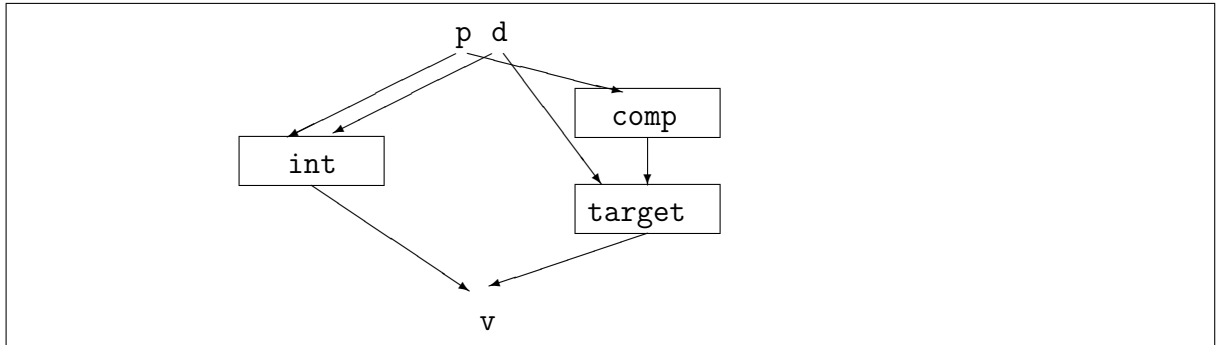 p d
comp
int
target
v